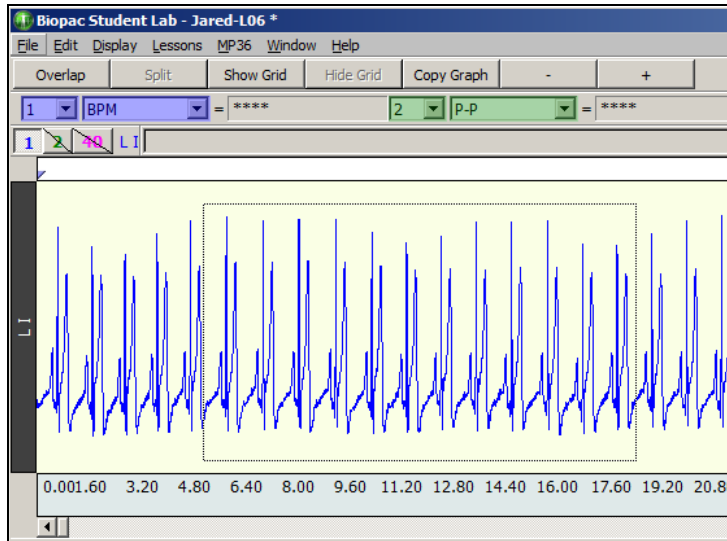 Biopac Student Lab - Jared-L06 *
File Edit Display Lessons MP36 Window Help
Overlap Split Show Grid Hide Grid Copy Graph - +
1 BPM = **** 2 P-P = ****
1 2 40 L I
L I
0.00 1.60 3.20 4.80 6.40 8.00 9.60 11.20 12.80 14.40 16.00 17.60 19.20 20.8